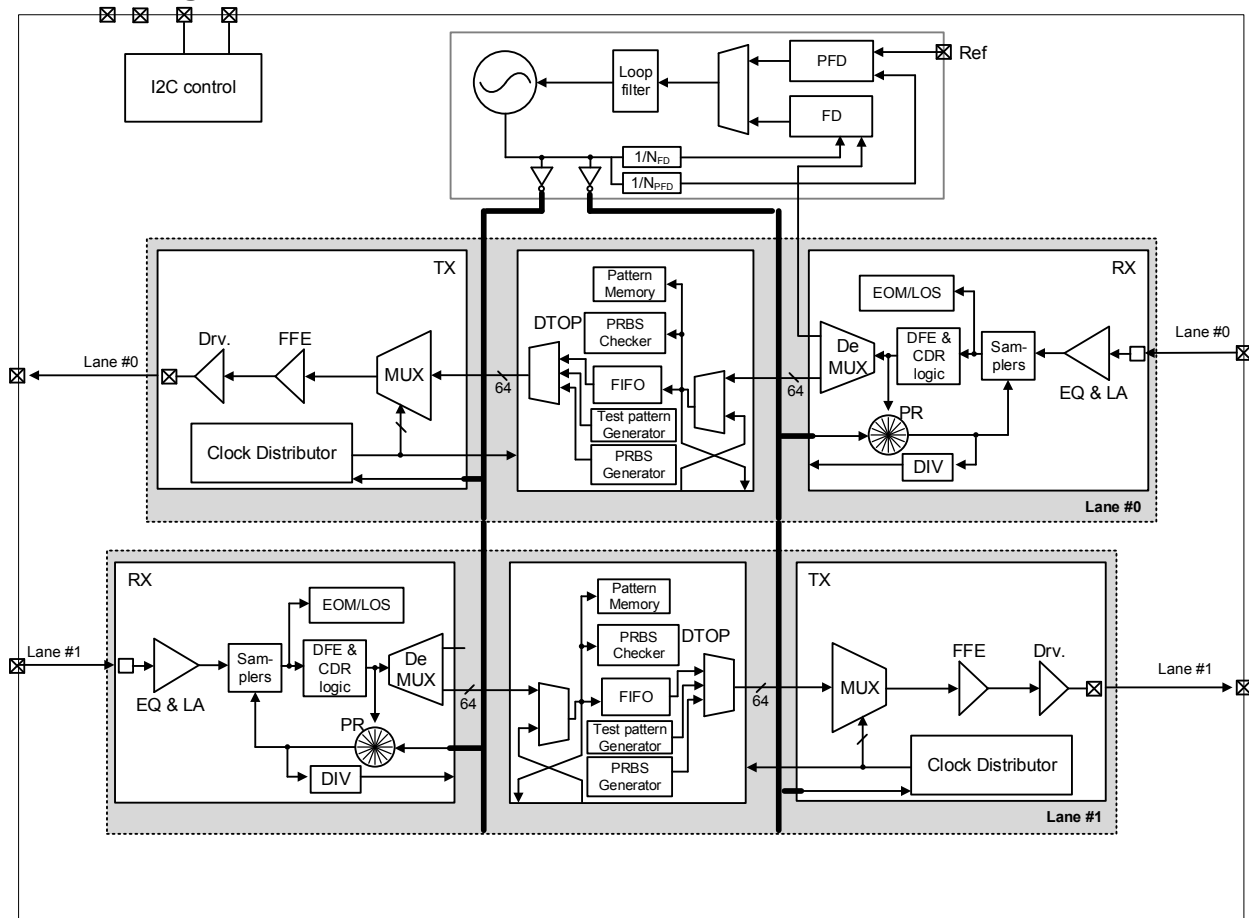 I2C control
Ref
PFD
Loop
filter
FD
1/NFD
1/NPFD
TX
DTOP
Pattern
Memory
PRBS
Checker
FIFO
Test pattern
Generator
PRBS
Generator
RX
EOM/LOS
Lane #0
Drv.
FFE
MUX
64
64
De
MUX
DFE &
CDR
logic
Sam-
plers
EQ & LA
Lane #0
PR
DIV
Clock Distributor
Lane #0
RX
EOM/LOS
Lane #1
EQ & LA
Sam-
plers
DFE &
CDR
logic
De
MUX
64
PR
DIV
Pattern
Memory
PRBS
Checker
DTOP
FIFO
Test pattern
Generator
PRBS
Generator
64
TX
MUX
FFE
Drv.
Lane #1
Clock Distributor
Lane #1